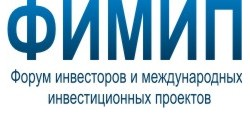 ФИМИП
Форум инвесторов и международных
инвестиционных проектов